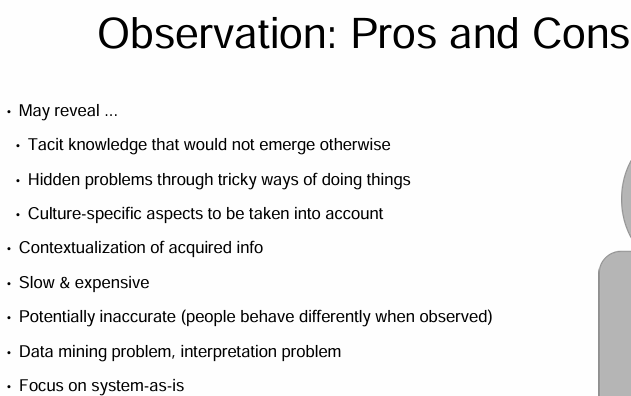 Observation: Pros and Cons
• May reveal ...
• Tacit knowledge that would not emerge otherwise
• Hidden problems through tricky ways of doing things
• Culture-specific aspects to be taken into account
• Contextualization of acquired info
• Slow & expensive
• Potentially inaccurate (people behave differently when observed)
• Data mining problem, interpretation problem
• Focus on system-as-is